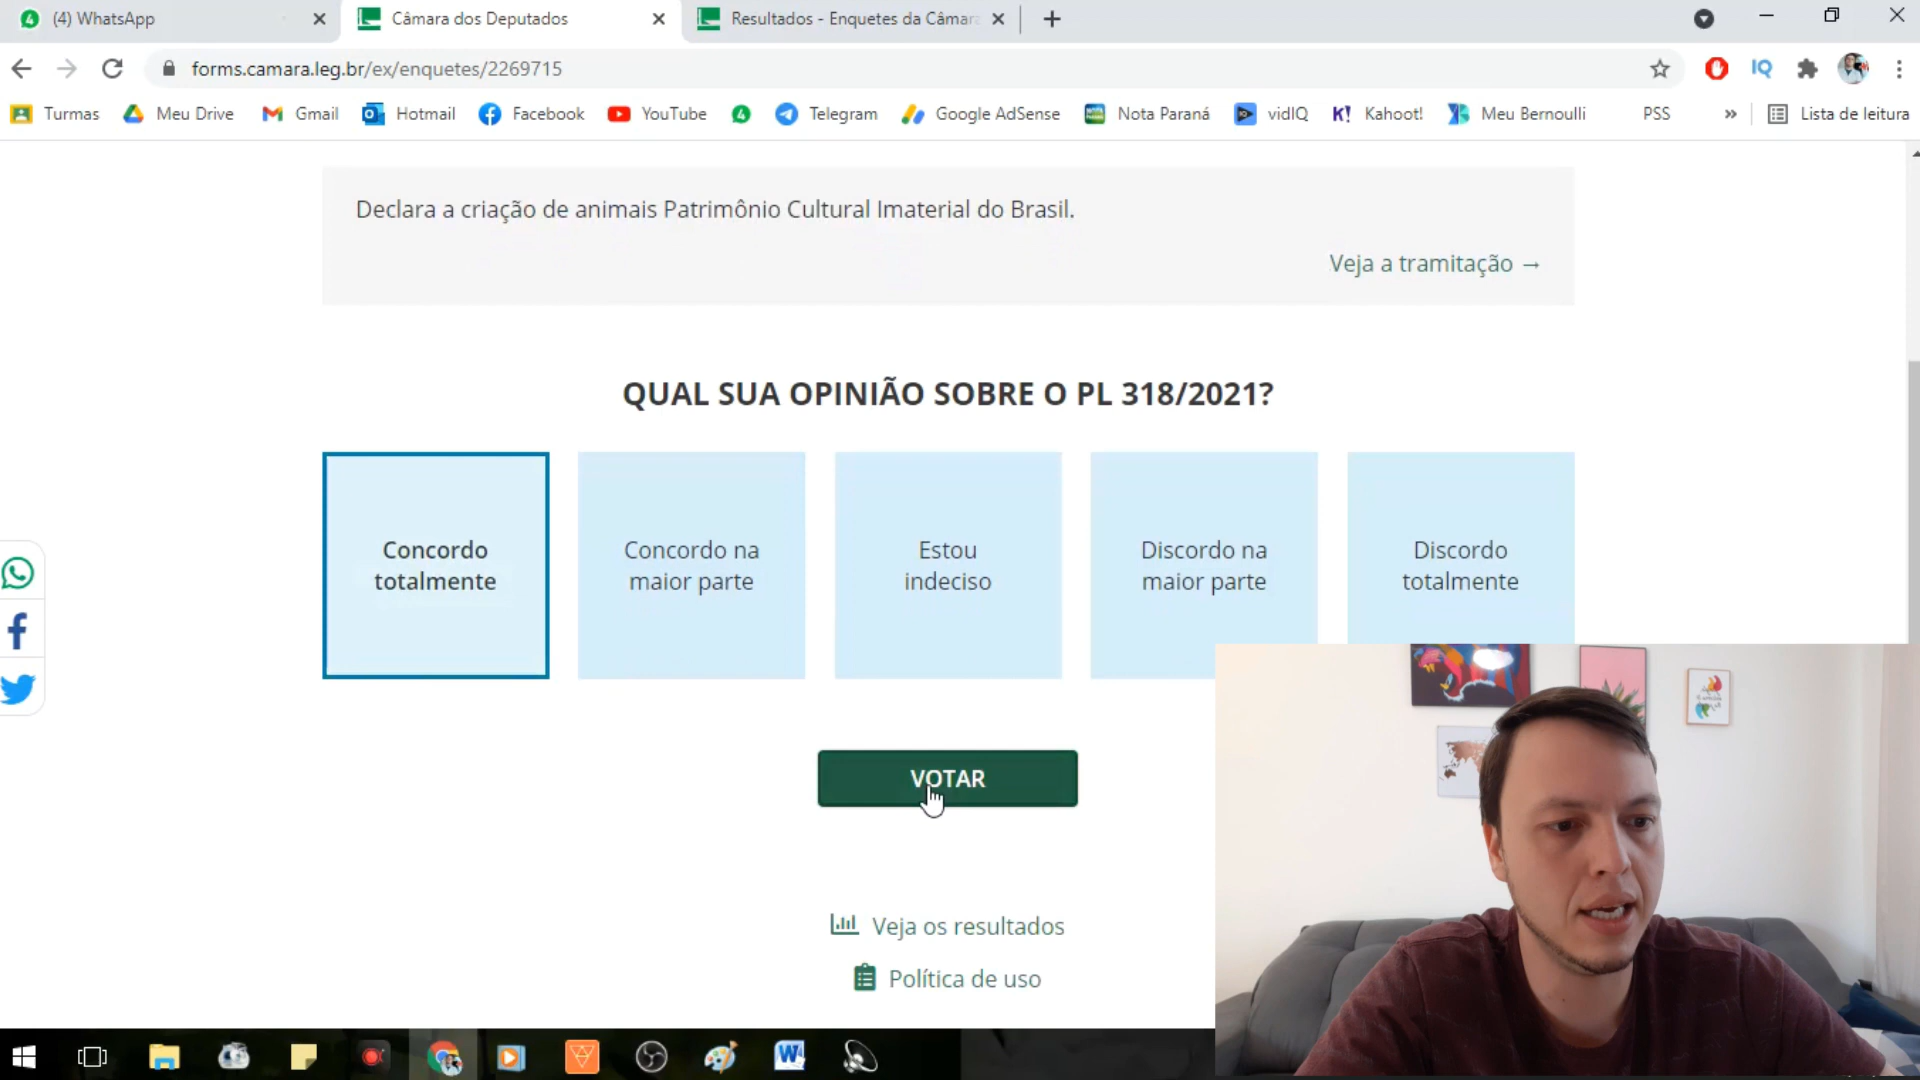 (4) WhatsApp
Câmara dos Deputados
Resultados - Enquetes da Câmar
forms.camara.leg.br/ex/enquetes/2269715
Turmas
Meu Drive
Gmail
Hotmail
Facebook
YouTube
Telegram
Google AdSense
Nota Paraná
vidIQ
Kahoot!
Meu Bernoulli
PSS
»
Lista de leitura
Declara a criação de animais Patrimônio Cultural Imaterial do Brasil.
Veja a tramitação →
QUAL SUA OPINIÃO SOBRE O PL 318/2021?
Concordo
totalmente
Concordo na
maior parte
Estou
indeciso
Discordo na
maior parte
Discordo
totalmente
VOTAR
Veja os resultados
Política de uso